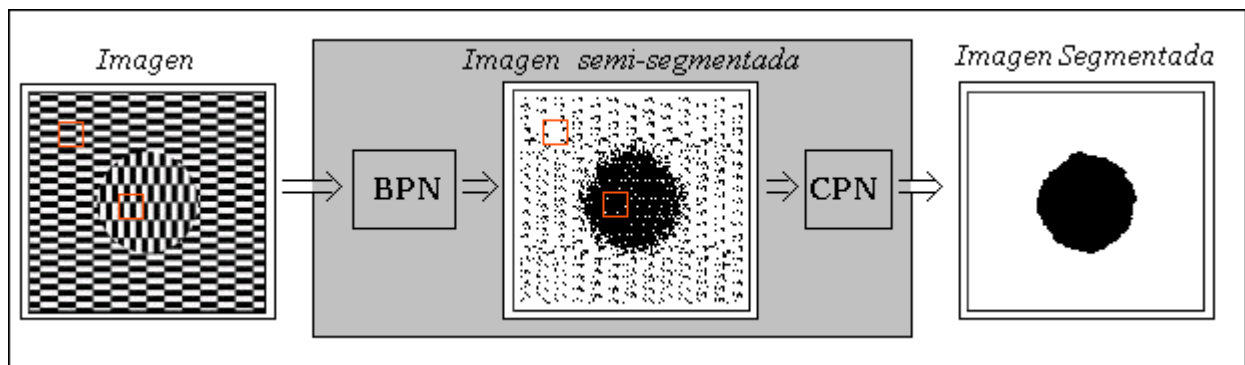 Imagen
Imagen semi-segmentada
Imagen Segmentada
BPN
CPN